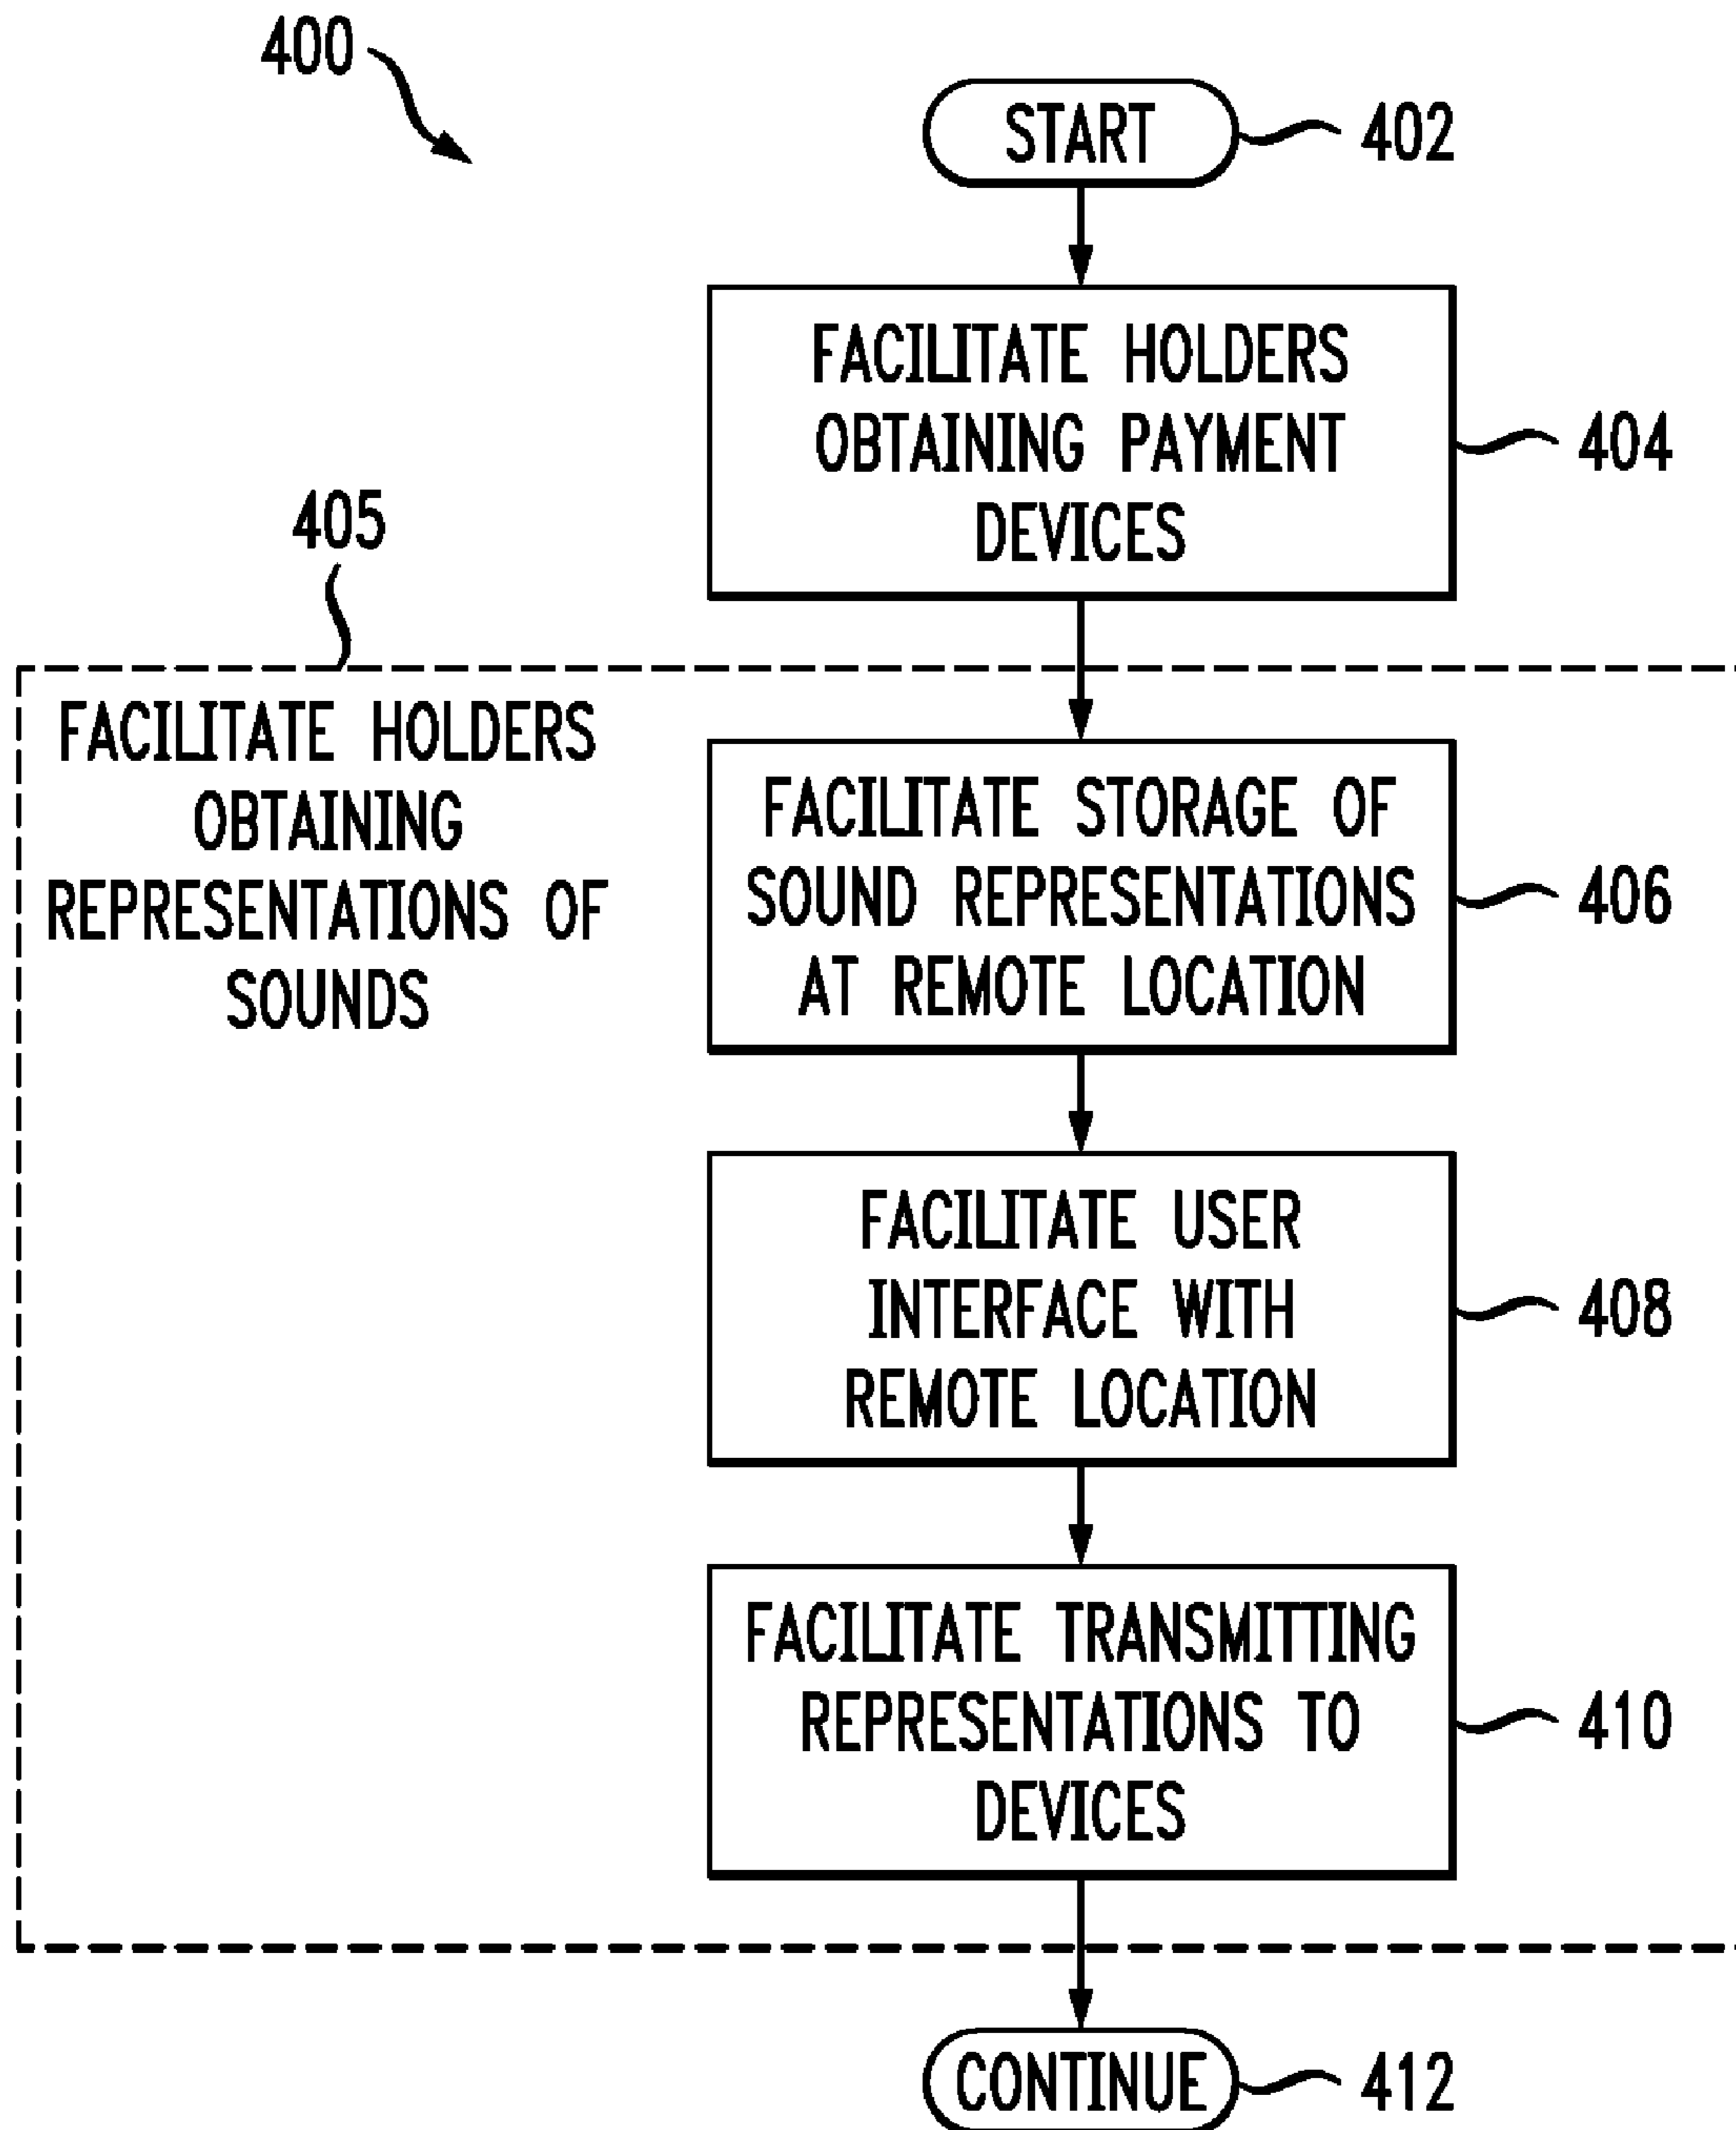 400
START
402
FACILITATE HOLDERS
OBTAINING PAYMENT
DEVICES
404
405
FACILITATE HOLDERS
OBTAINING
REPRESENTATIONS OF
SOUNDS
FACILITATE STORAGE OF
SOUND REPRESENTATIONS
AT REMOTE LOCATION
406
FACILITATE USER
INTERFACE WITH
REMOTE LOCATION
408
FACILITATE TRANSMITTING
REPRESENTATIONS TO
DEVICES
410
CONTINUE
412